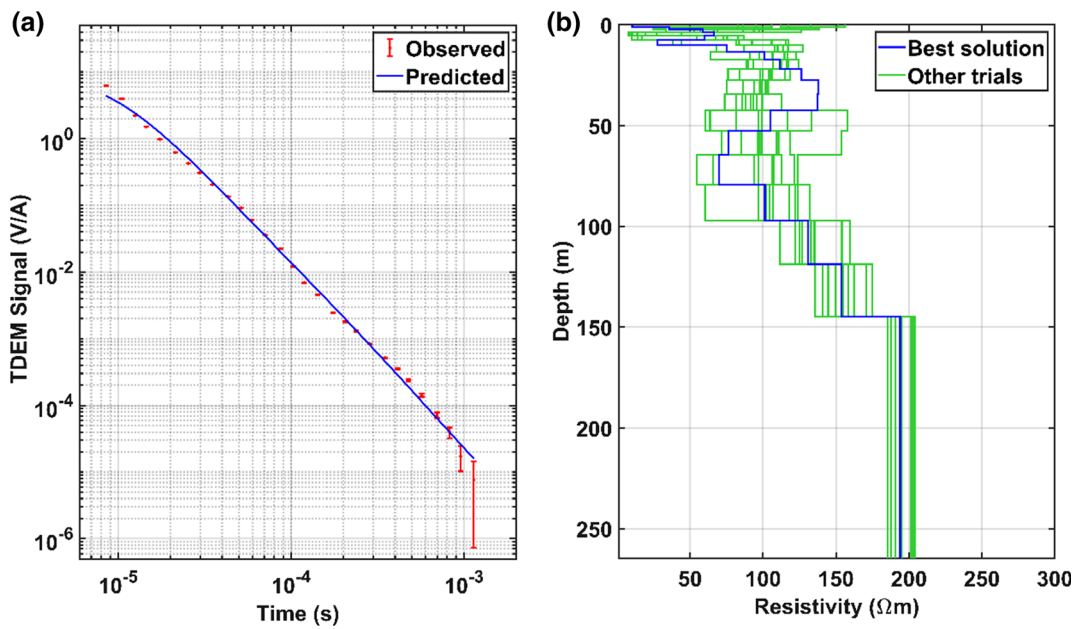 (a)
Observed
Predicted
10^0
10^-2
10^-4
10^-6
TDEM Signal (V/A)
10^-5
10^-4
10^-3
Time (s)
(b)
Best solution
Other trials
0
50
100
150
200
250
Depth (m)
50
100
150
200
250
300
Resistivity (Ωm)